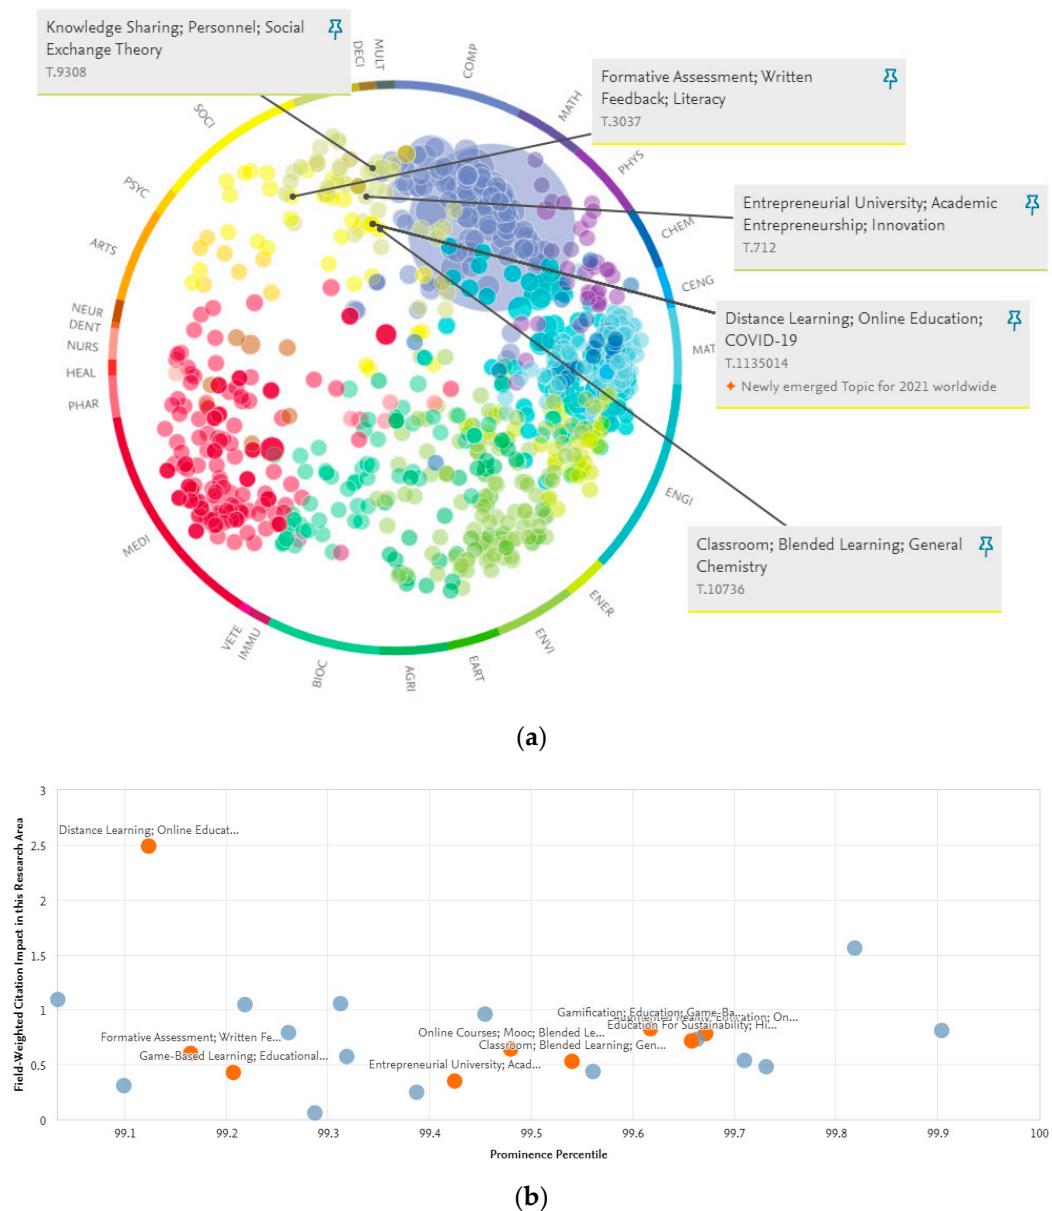 Knowledge Sharing; Personnel; Social
Exchange Theory
T.9308
DECI
MULT
COMP
MATH
PHYS
CHEM
CENG
MAT
ENGI
ENER
ENVI
EART
AGRI
BIOC
IMMU
VETE
MEDI
PHAR
HEAL
NURS
DENT
NEUR
ARTS
PSYC
SOCI
Formative Assessment; Written
Feedback; Literacy
T.3037
Entrepreneurial University; Academic
Entrepreneurship; Innovation
T.712
Distance Learning; Online Education;
COVID-19
T.1135014
Newly emerged Topic for 2021 worldwide
Classroom; Blended Learning; General
Chemistry
T.10736
(a)
Field-Weighted Citation Impact in this Research Area
3
2.5
2
1.5
1
0.5
0
Distance Learning; Online Educat...
Formative Assessment; Written Fe...
Game-Based Learning; Educational...
Entrepreneurial University; Acad...
Online Courses; Mooc; Blended Le...
Classroom; Blended Learning; Gen...
Gamification; Education; Game-Ba...
Augmented Reality; Education; On...
Education For Sustainability; Hi...
99.1
99.2
99.3
99.4
99.5
99.6
99.7
99.8
99.9
100
Prominence Percentile
(b)